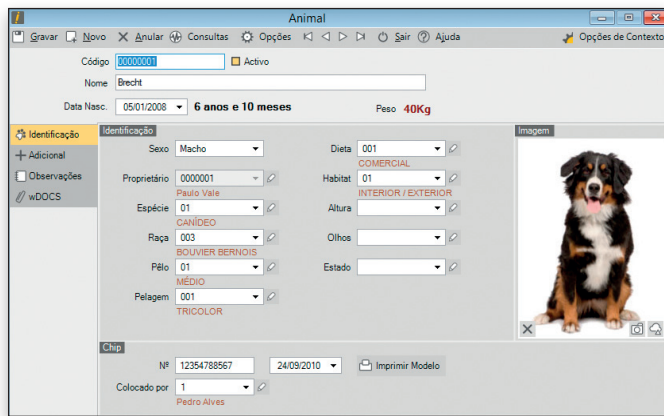 Animal
Gravar Novo Anular Consultas Opções Sair Ajuda Opções de Contexto
Código 00000001 Activo
Nome Brecht
Data Nasc. 05/01/2008 6 anos e 10 meses Peso 40Kg
Identificação
Adicional
Observações
wDOCS
Identificação
Sexo Macho Dieta 001
COMERCIAL
Proprietário 0000001 Habitat 01
Paulo Vale INTERIOR / EXTERIOR
Espécie 01 Altura
CANÍDEO
Raça 003 Olhos
BOUVIER BERNOIS
Pêlo 01 Estado
MÉDIO
Pelagem 001
TRICOLOR
Imagem
Chip
Nº 12354788567 24/09/2010 Imprimir Modelo
Colocado por 1
Pedro Alves